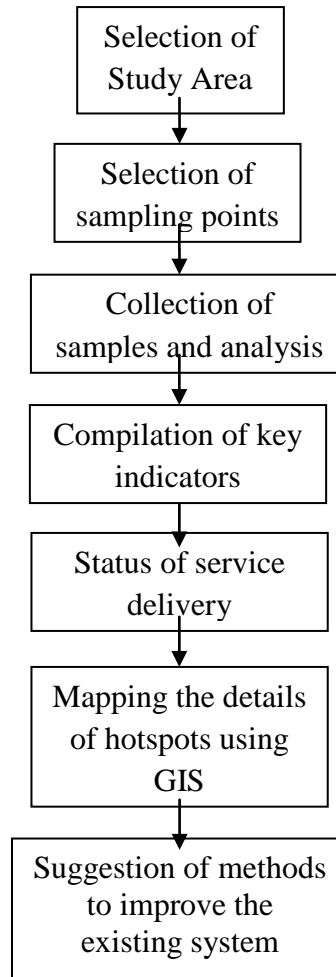 Selection of
Study Area
Selection of
sampling points
Collection of
samples and analysis
Compilation of key
indicators
Status of service
delivery
Mapping the details
of hotspots using
GIS
Suggestion of methods
to improve the
existing system